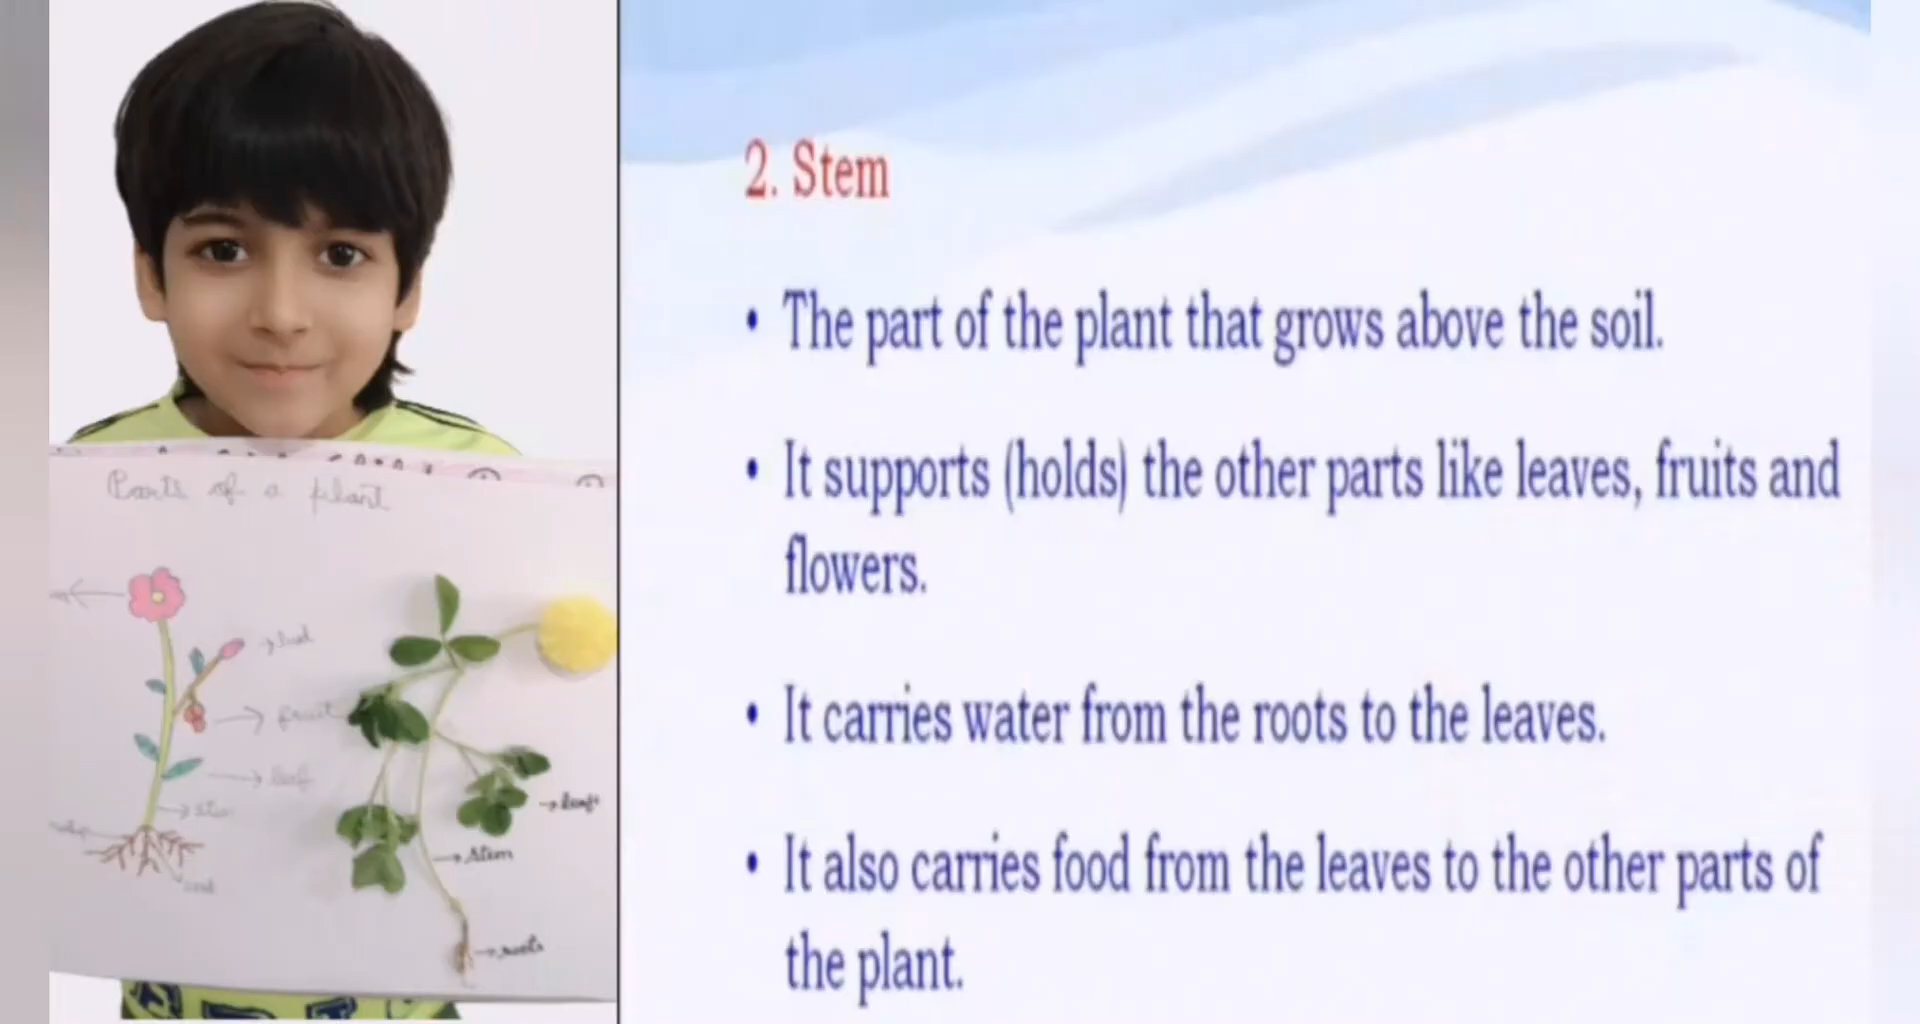 Parts of a plant
→ bud
→ fruit
→ leaf
→ leafs
→ Stem
→ roots
2. Stem
• The part of the plant that grows above the soil.
• It supports (holds) the other parts like leaves, fruits and
flowers.
• It carries water from the roots to the leaves.
• It also carries food from the leaves to the other parts of
the plant.